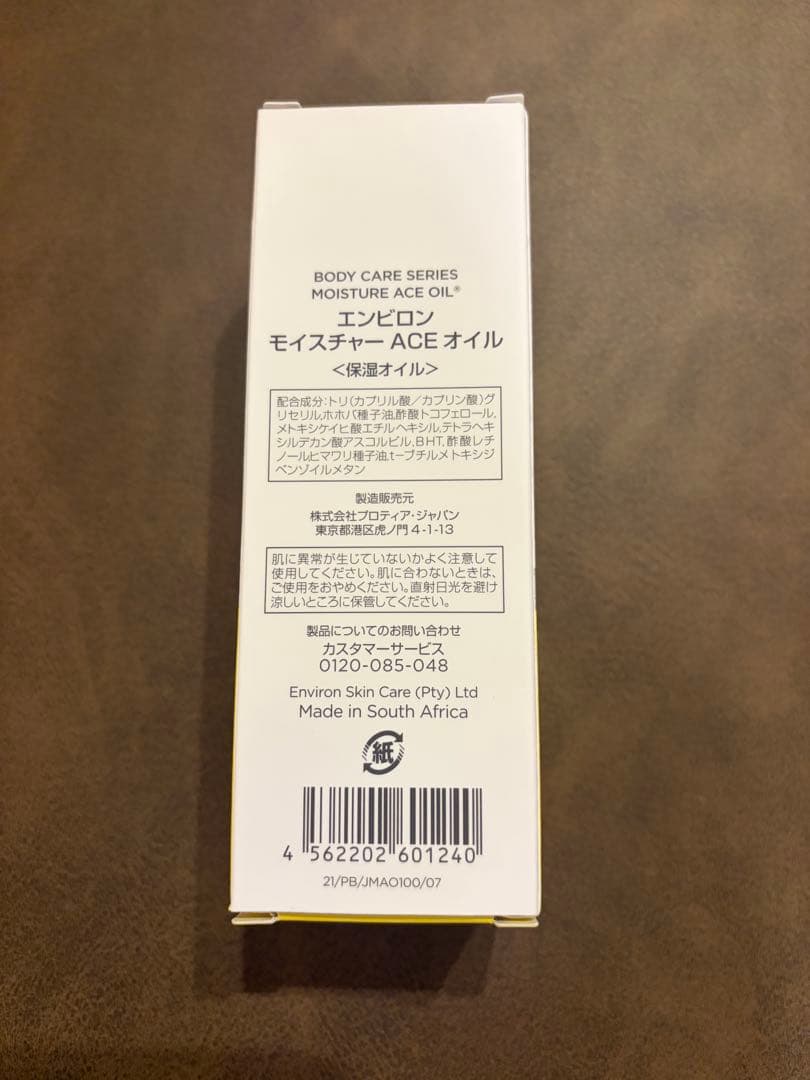 BODY CARE SERIES
MOISTURE ACE OIL®
エンビロン
モイスチャー ACE オイル
<保湿オイル>
配合成分:トリ(カプリル酸/カプリン酸)グ
リセリル,ホホバ種子油,酢酸トコフェロール,
メトキシケイヒ酸エチルヘキシル,テトラヘキ
シルデカン酸アスコルビル,BHT,酢酸レチ
ノール,ヒマワリ種子油,t-ブチルメトキシジ
ベンゾイルメタン
製造販売元
株式会社プロティア・ジャパン
東京都港区虎ノ門 4-1-13
肌に異常が生じていないかよく注意して
使用してください。肌に合わないときは、
ご使用をおやめください。直射日光を避け
涼しいところに保管してください。
製品についてのお問い合わせ
カスタマーサービス
0120-085-048
Environ Skin Care (Pty) Ltd
Made in South Africa
紙
4 562202 601240
21/PB/JMAO100/07